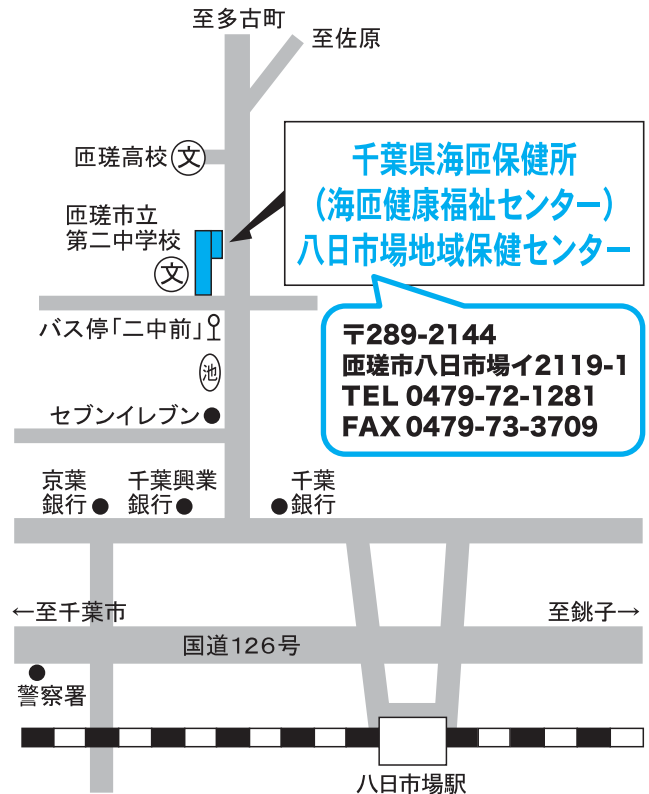 至多古町
至佐原
匝瑳高校
文
千葉県海匝保健所
（海匝健康福祉センター）
八日市場地域保健センター
匝瑳市立
第二中学校
文
バス停「二中前」
池
〒289-2144
匝瑳市八日市場イ2119-1
TEL 0479-72-1281
FAX 0479-73-3709
セブンイレブン
京葉
銀行
千葉興業
銀行
千葉
銀行
←至千葉市
至銚子→
国道126号
警察署
八日市場駅